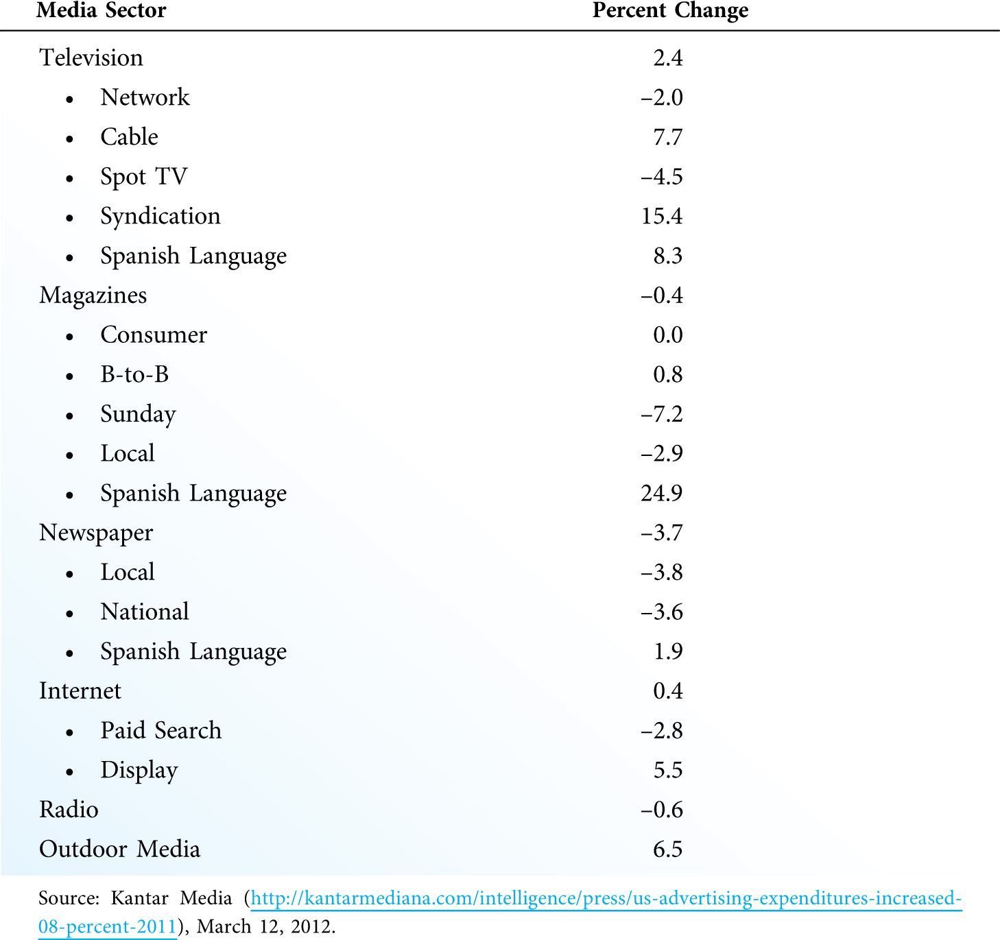 Media Sector Percent Change
Television 2.4
• Network –2.0
• Cable 7.7
• Spot TV –4.5
• Syndication 15.4
• Spanish Language 8.3
Magazines –0.4
• Consumer 0.0
• B-to-B 0.8
• Sunday –7.2
• Local –2.9
• Spanish Language 24.9
Newspaper –3.7
• Local –3.8
• National –3.6
• Spanish Language 1.9
Internet 0.4
• Paid Search –2.8
• Display 5.5
Radio –0.6
Outdoor Media 6.5
Source: Kantar Media (http://kantarmediana.com/intelligence/press/us-advertising-expenditures-increased-
08-percent-2011), March 12, 2012.